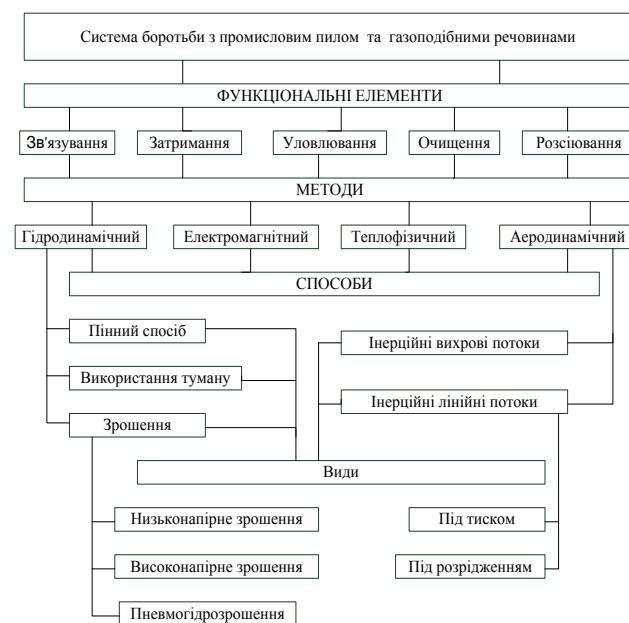 Система боротьби з промисловим пилом та газоподібними речовинами
ФУНКЦІОНАЛЬНІ ЕЛЕМЕНТИ
Зв'язування
Затримання
Уловлювання
Очищення
Розсіювання
МЕТОДИ
Гідродинамічний
Електромагнітний
Теплофізичний
Аеродинамічний
СПОСОБИ
Пінний спосіб
Інерційні вихрові потоки
Використання туману
Інерційні лінійні потоки
Зрошення
Види
Низьконапірне зрошення
Під тиском
Високонапірне зрошення
Під розрідженням
Пневмогідрозрошення